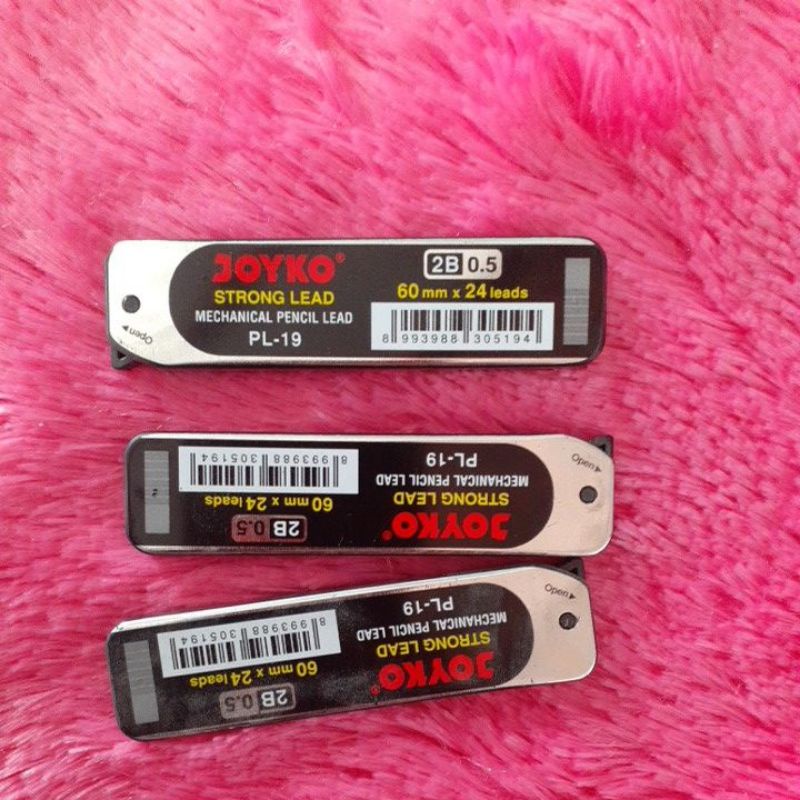 JOYKO®
STRONG LEAD
MECHANICAL PENCIL LEAD
PL-19
2B 0.5
60 mm x 24 leads
8 993988 305194
Open
JOYKO®
STRONG LEAD
MECHANICAL PENCIL LEAD
PL-19
2B 0.5
60 mm x 24 leads
8 993988 305194
Open
JOYKO®
STRONG LEAD
MECHANICAL PENCIL LEAD
PL-19
2B 0.5
60 mm x 24 leads
8 993988 305194
Open